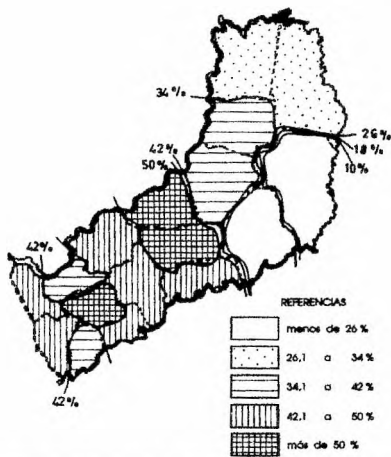 34%
26%
18%
10%
42%
50%
42%
42%
REFERENCIAS
menos de 26%
26,1 a 34%
34,1 a 42%
42,1 a 50%
más de 50%